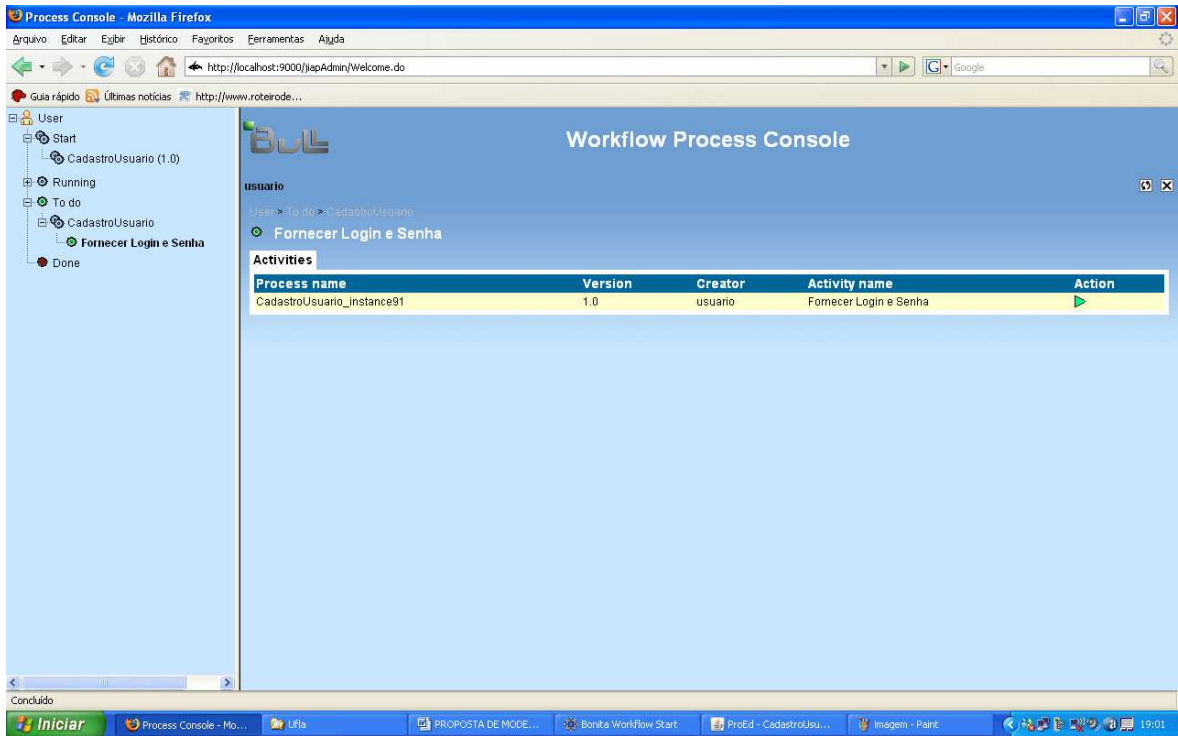 Process Console - Mozilla Firefox
Arquivo Editar Exibir Histórico Favoritos Ferramentas Ajuda
http://localhost:9000/jiapAdmin/Welcome.do
G Google
Guia rápido Últimas notícias http://www.roteirode...
User
Start
CadastroUsuario (1.0)
Running
To do
CadastroUsuario
Fornecer Login e Senha
Done
Bull
Workflow Process Console
usuario
User > To do > CadastroUsuario
Fornecer Login e Senha
Activities
Process name Version Creator Activity name Action
CadastroUsuario_instance91 1.0 usuario Fornecer Login e Senha
Concluído
Iniciar Process Console - Mo... Ufla PROPOSTA DE MODE... Bonita Workflow Start ProEd - CadastroUsu... imagem - Paint 19:01